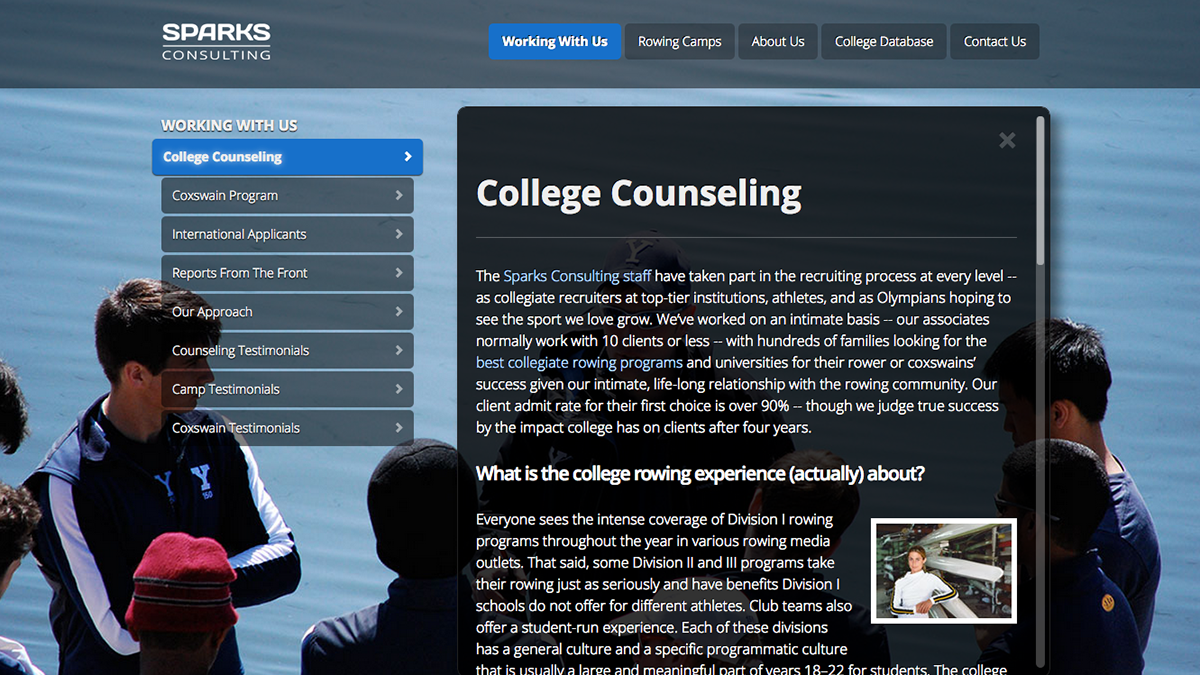 SPARKS
CONSULTING
Working With Us
Rowing Camps
About Us
College Database
Contact Us
WORKING WITH US
College Counseling
Coxswain Program
International Applicants
Reports From The Front
Our Approach
Counseling Testimonials
Camp Testimonials
Coxswain Testimonials
College Counseling
The Sparks Consulting staff have taken part in the recruiting process at every level --
as collegiate recruiters at top-tier institutions, athletes, and as Olympians hoping to
see the sport we love grow. We’ve worked on an intimate basis -- our associates
normally work with 10 clients or less -- with hundreds of families looking for the
best collegiate rowing programs and universities for their rower or coxswains’
success given our intimate, life-long relationship with the rowing community. Our
client admit rate for their first choice is over 90% -- though we judge true success
by the impact college has on clients after four years.
What is the college rowing experience (actually) about?
Everyone sees the intense coverage of Division I rowing
programs throughout the year in various rowing media
outlets. That said, some Division II and III programs take
their rowing just as seriously and have benefits Division I
schools do not offer for different athletes. Club teams also
offer a student-run experience. Each of these divisions
has a general culture and a specific programmatic culture
that is usually a large and meaningful part of years 18–22 for students. The college
Y
Y
Y
150